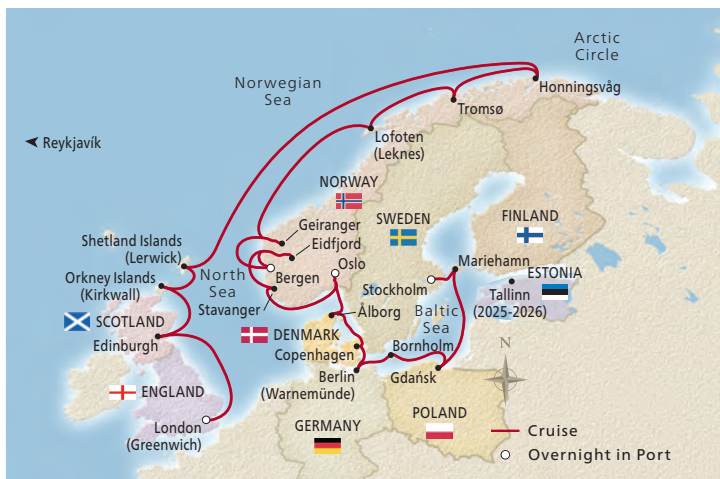 Arctic
Circle
Norwegian
Sea
Honningsvåg
Tromsø
Reykjavík
Lofoten
(Leknes)
NORWAY
SWEDEN
FINLAND
Geiranger
Eidfjord
Shetland Islands
(Lerwick)
Oslo
Mariehamn
Bergen
North
Sea
Orkney Islands
(Kirkwall)
Stockholm
ESTONIA
Tallinn
(2025-2026)
Stavanger
Ålborg
Baltic
Sea
SCOTLAND
DENMARK
Edinburgh
Copenhagen
Bornholm
N
Berlin
(Warnemünde)
Gdańsk
ENGLAND
POLAND
London
(Greenwich)
GERMANY
Cruise
Overnight in Port